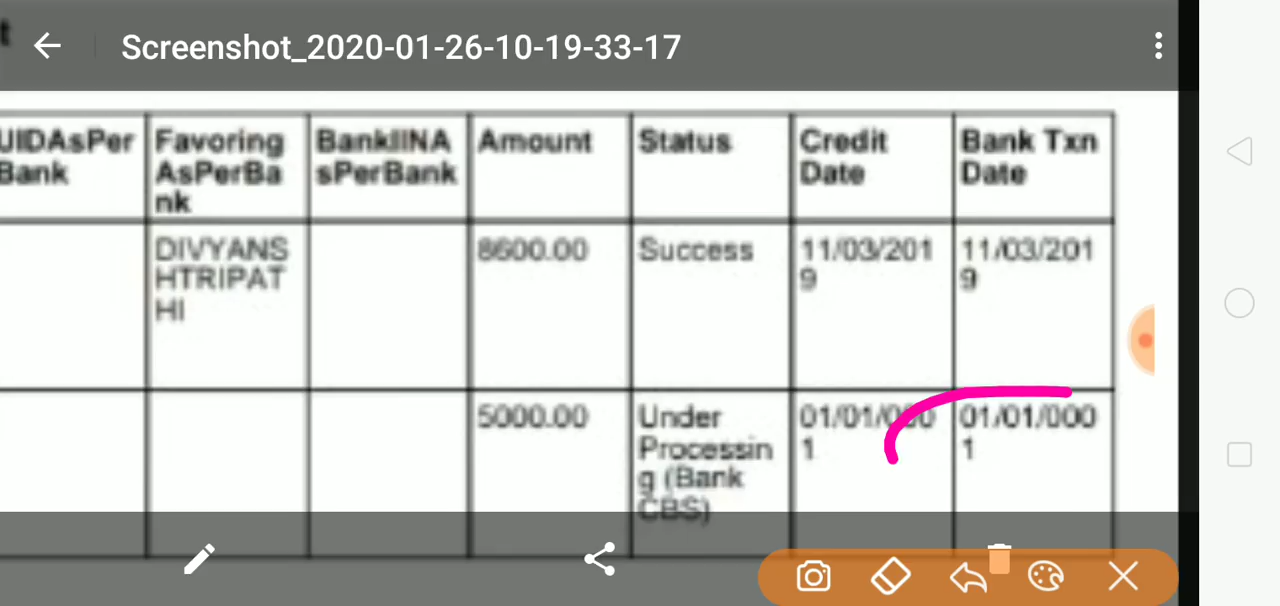 t
Screenshot_2020-01-26-10-19-33-17
UIDAsPer
Bank
Favoring
AsPerBa
nk
BankIINA
sPerBank
Amount
Status
Credit
Date
Bank Txn
Date
DIVYANS
HTRIPAT
HI
8600.00
Success
11/03/201
9
11/03/201
9
5000.00
Under
Processin
g (Bank
CBS)
01/01/000
1
01/01/000
1